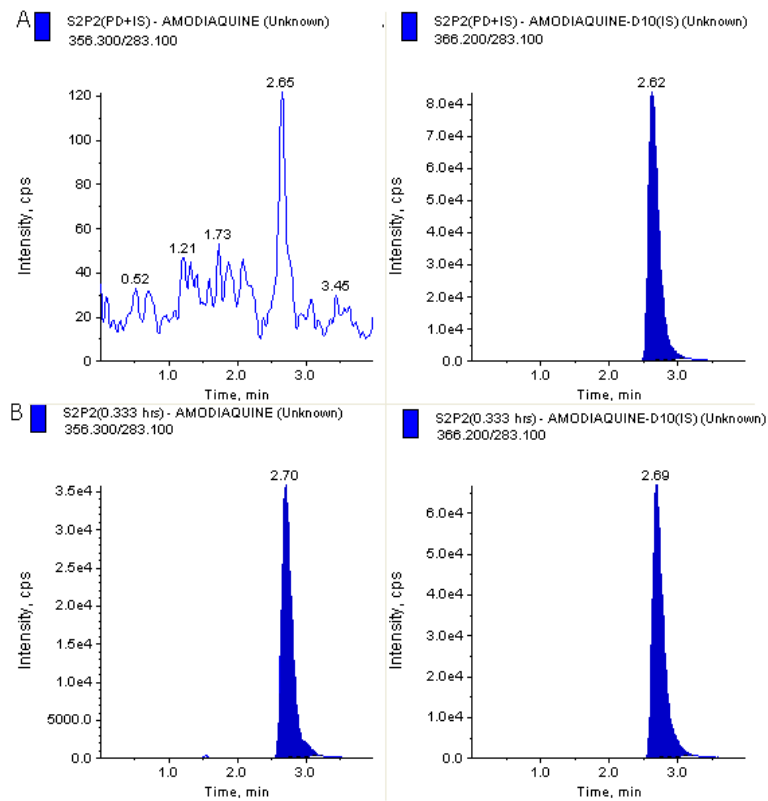 A
S2P2(PD+IS) - AMODIAQUINE (Unknown)
356.300/283.100
2.65
120
100
80
60
40
20
0
1.73
1.21
0.52
3.45
Intensity, cps
1.0
2.0
3.0
Time, min
S2P2(PD+IS) - AMODIAQUINE-D10(IS) (Unknown)
366.200/283.100
2.62
8.0e4
7.0e4
6.0e4
5.0e4
4.0e4
3.0e4
2.0e4
1.0e4
0.0
Intensity, cps
1.0
2.0
3.0
Time, min
B
S2P2(0.333 hrs) - AMODIAQUINE (Unknown)
356.300/283.100
2.70
3.5e4
3.0e4
2.5e4
2.0e4
1.5e4
1.0e4
5000.0
0.0
Intensity, cps
1.0
2.0
3.0
Time, min
S2P2(0.333 hrs) - AMODIAQUINE-D10(IS) (Unknown)
366.200/283.100
2.69
6.0e4
5.0e4
4.0e4
3.0e4
2.0e4
1.0e4
0.0
Intensity, cps
1.0
2.0
3.0
Time, min